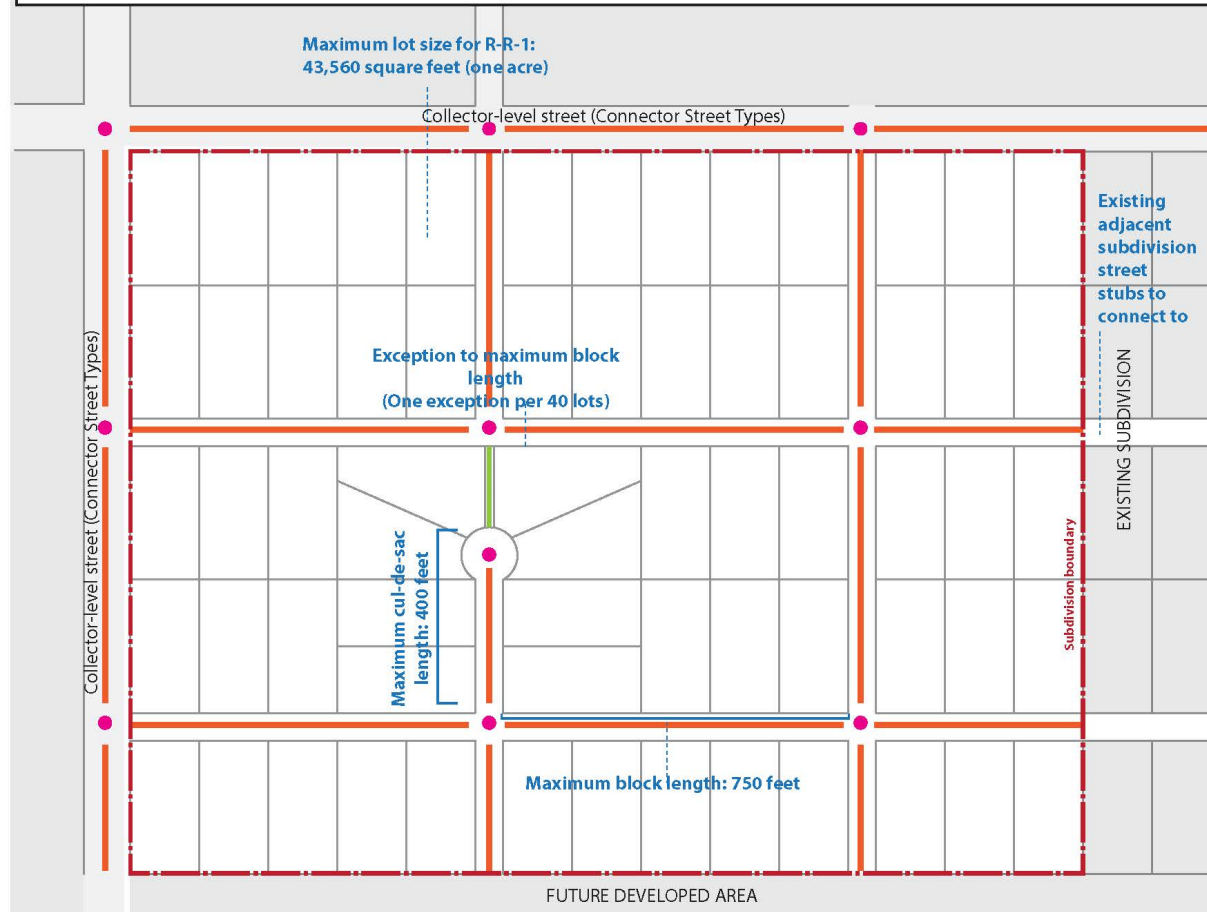 Maximum lot size for R-R-1:
43,560 square feet (one acre)
Collector-level street (Connector Street Types)
Existing
adjacent
subdivision
street
stubs to
connect to
Collector-level street (Connector Street Types)
Exception to maximum block
length
(One exception per 40 lots)
EXISTING SUBDIVISION
Maximum cul-de-sac
length: 400 feet
Subdivision boundary
Maximum block length: 750 feet
FUTURE DEVELOPED AREA